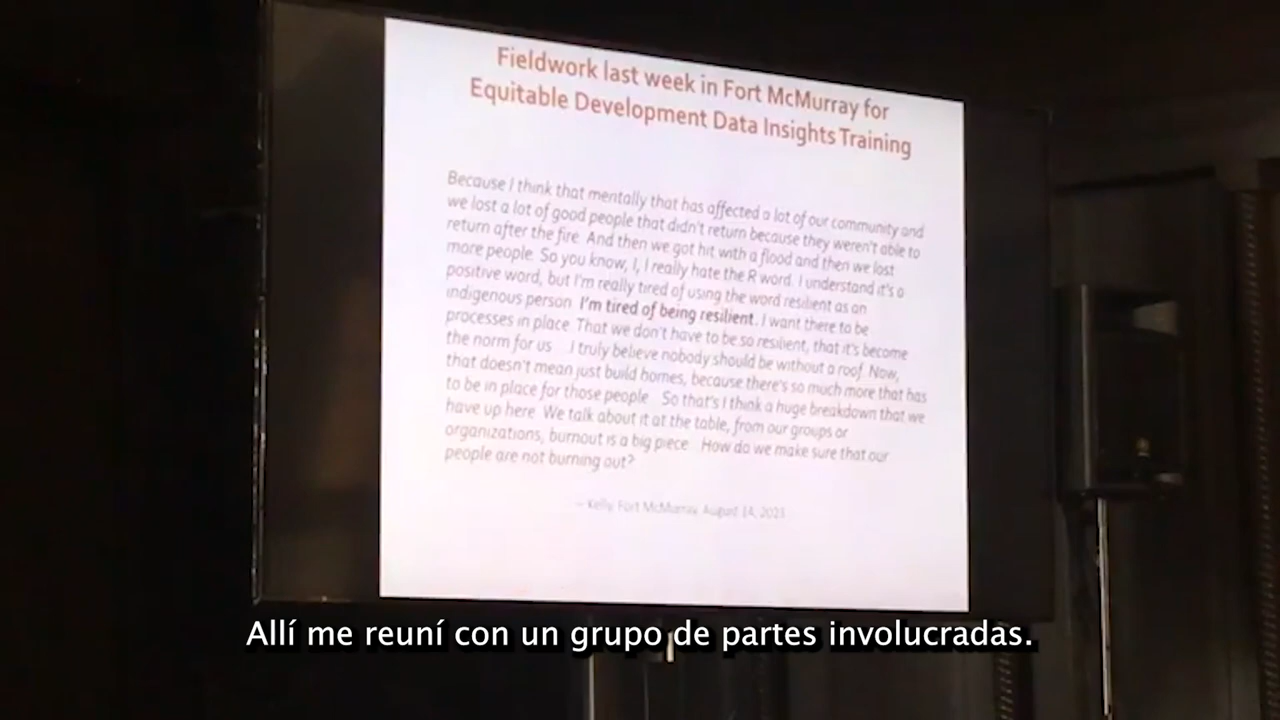 Fieldwork last week in Fort McMurray for
Equitable Development Data Insights Training
Because I think that mentally that has affected a lot of our community and
we lost a lot of good people that didn't return because they weren't able to
return after the fire. And then we got hit with a flood and then we lost
more people. So you know, I, I really hate the R word. I understand it's a
positive word, but I'm really tired of using the word resilient as an
indigenous person. I'm tired of being resilient. I want there to be
processes in place. That we don't have to be so resilient, that it's become
the norm for us ... I truly believe nobody should be without a roof. Now,
that doesn't mean just build homes, because there's so much more that has
to be in place for those people... So that's I think a huge breakdown that we
have up here. We talk about it at the table, from our groups or
organizations, burnout is a big piece... How do we make sure that our
people are not burning out?
– Kelly, Fort McMurray, August 14, 2023
Allí me reuní con un grupo de partes involucradas.